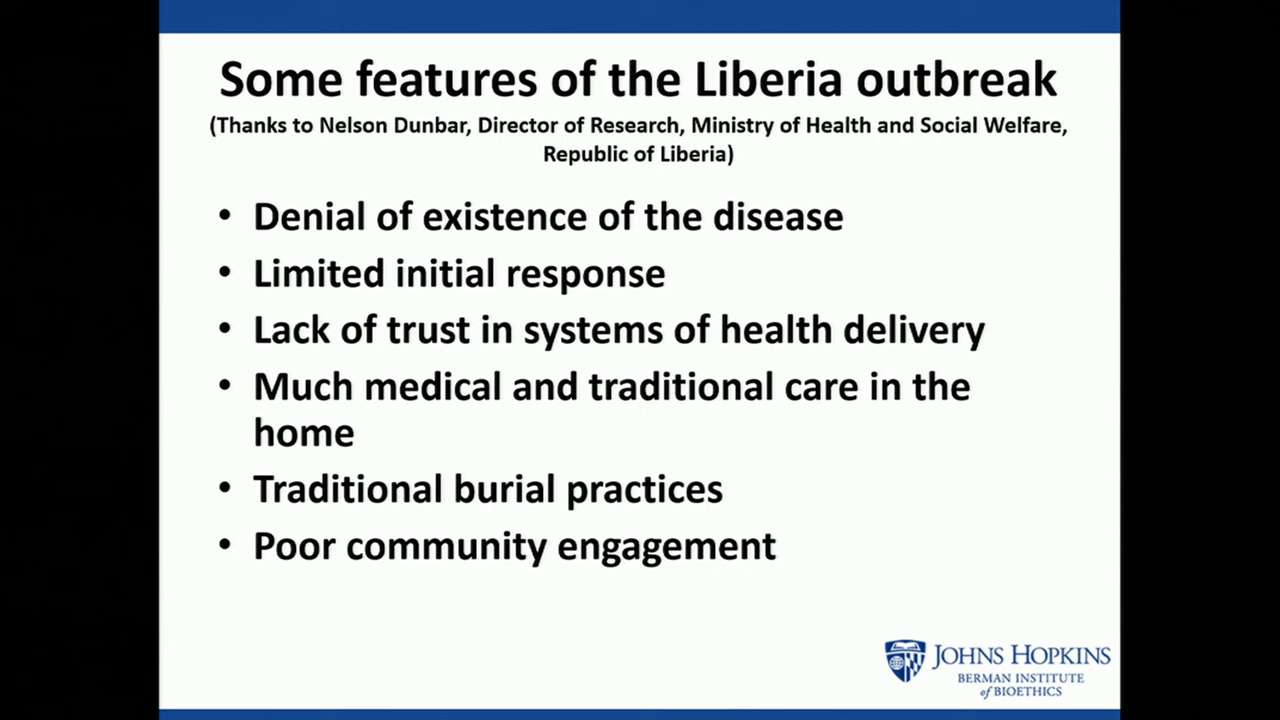 Some features of the Liberia outbreak
(Thanks to Nelson Dunbar, Director of Research, Ministry of Health and Social Welfare,
Republic of Liberia)
• Denial of existence of the disease
• Limited initial response
• Lack of trust in systems of health delivery
• Much medical and traditional care in the
home
• Traditional burial practices
• Poor community engagement
JOHNS HOPKINS
BERMAN INSTITUTE
of BIOETHICS